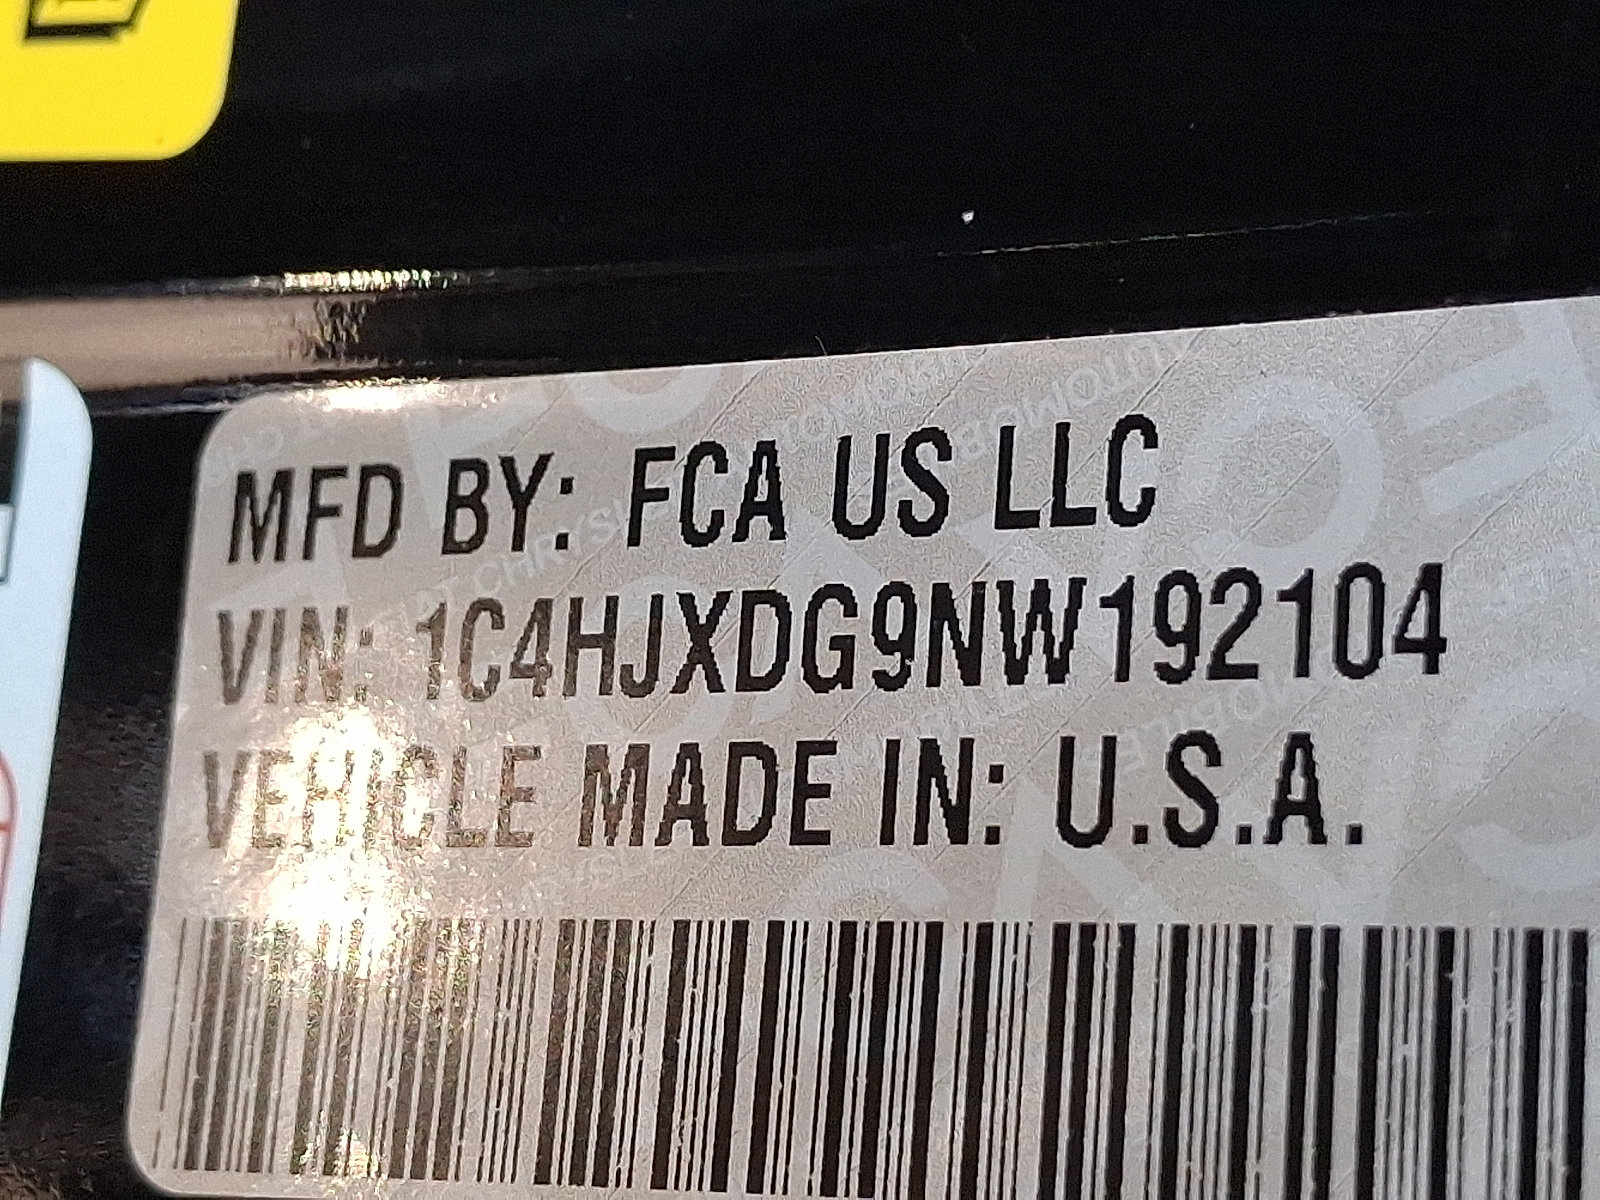 MFD BY: FCA US LLC
VIN: 1C4HJXDG9NW192104
VEHICLE MADE IN: U.S.A.